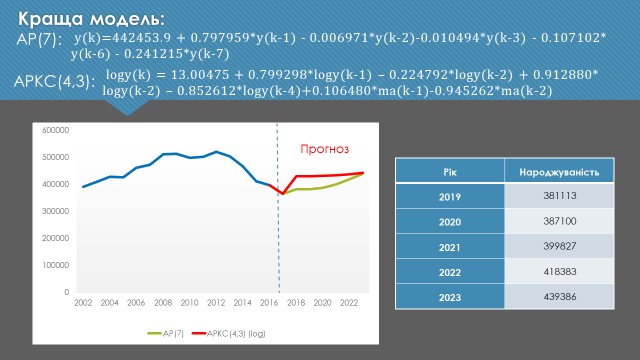 Краща модель:
АР(7): y(k)=442453.9 + 0.797959*y(k-1) - 0.006971*y(k-2)-0.010494*y(k-3) - 0.107102*
y(k-6) - 0.241215*y(k-7)
АРКС(4,3): logy(k) = 13.00475 + 0.799298*logy(k-1) – 0.224792*logy(k-2) + 0.912880*
logy(k-2) – 0.852612*logy(k-4)+0.106480*ma(k-1)-0.945262*ma(k-2)
600000
500000
400000
300000
200000
100000
0
Прогноз
2002 2004 2006 2008 2010 2012 2014 2016 2018 2020 2022
АР(7) АРКС(4,3) (log)
Рік Народжуваність
2019 381113
2020 387100
2021 399827
2022 418383
2023 439386